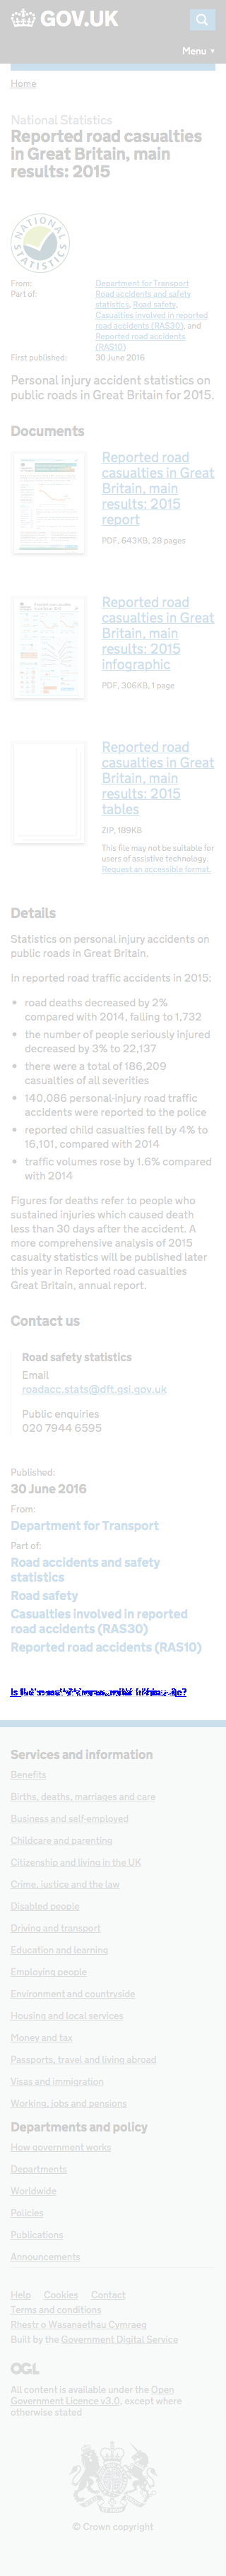 GOV.UK
Menu ▼
Home
National Statistics
Reported road casualties
in Great Britain, main
results: 2015
NATIONAL STATISTICS
From: Department for Transport
Part of: Road accidents and safety
statistics, Road safety,
Casualties involved in reported
road accidents (RAS30), and
Reported road accidents
(RAS10)
First published: 30 June 2016
Personal injury accident statistics on
public roads in Great Britain for 2015.
Documents
Reported road
casualties in Great
Britain, main
results: 2015
report
PDF, 643KB, 28 pages
Reported road
casualties in Great
Britain, main
results: 2015
infographic
PDF, 306KB, 1 page
Reported road
casualties in Great
Britain, main
results: 2015
tables
ZIP, 189KB
This file may not be suitable for
users of assistive technology.
Request an accessible format.
Details
Statistics on personal injury accidents on
public roads in Great Britain.
In reported road traffic accidents in 2015:
• road deaths decreased by 2%
compared with 2014, falling to 1,732
• the number of people seriously injured
decreased by 3% to 22,137
• there were a total of 186,209
casualties of all severities
• 140,086 personal-injury road traffic
accidents were reported to the police
• reported child casualties fell by 4% to
16,101, compared with 2014
• traffic volumes rose by 1.6% compared
with 2014
Figures for deaths refer to people who
sustained injuries which caused death
less than 30 days after the accident. A
more comprehensive analysis of 2015
casualty statistics will be published later
this year in Reported road casualties
Great Britain, annual report.
Contact us
Road safety statistics
Email
roadacc.stats@dft.gsi.gov.uk
Public enquiries
020 7944 6595
Published:
30 June 2016
From:
Department for Transport
Part of:
Road accidents and safety
statistics
Road safety
Casualties involved in reported
road accidents (RAS30)
Reported road accidents (RAS10)
Services and information
Benefits
Births, deaths, marriages and care
Business and self-employed
Childcare and parenting
Citizenship and living in the UK
Crime, justice and the law
Disabled people
Driving and transport
Education and learning
Employing people
Environment and countryside
Housing and local services
Money and tax
Passports, travel and living abroad
Visas and immigration
Working, jobs and pensions
Departments and policy
How government works
Departments
Worldwide
Policies
Publications
Announcements
Help Cookies Contact
Terms and conditions
Rhestr o Wasanaethau Cymraeg
Built by the Government Digital Service
OGL
All content is available under the Open
Government Licence v3.0, except where
otherwise stated
© Crown copyright